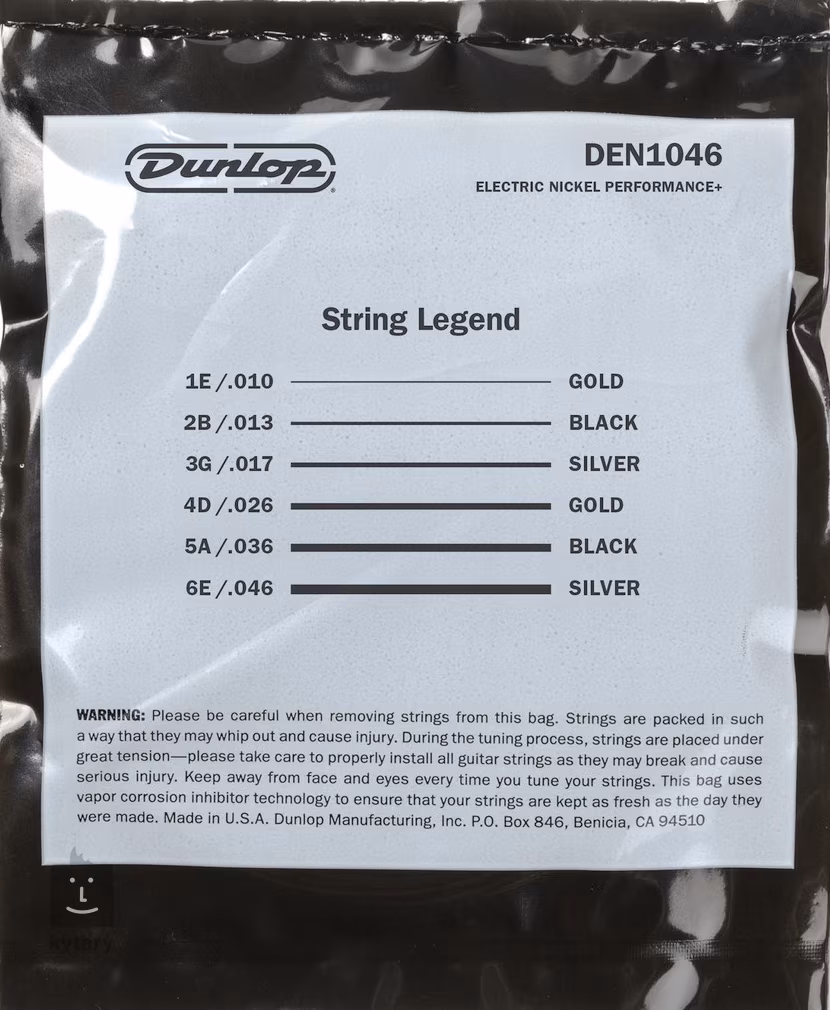 Dunlop®
DEN1046
ELECTRIC NICKEL PERFORMANCE+
String Legend
1E/.010 GOLD
2B/.013 BLACK
3G/.017 SILVER
4D/.026 GOLD
5A/.036 BLACK
6E/.046 SILVER
WARNING: Please be careful when removing strings from this bag. Strings are packed in such
a way that they may whip out and cause injury. During the tuning process, strings are placed under
great tension—please take care to properly install all guitar strings as they may break and cause
serious injury. Keep away from face and eyes every time you tune your strings. This bag uses
vapor corrosion inhibitor technology to ensure that your strings are kept as fresh as the day they
were made. Made in U.S.A. Dunlop Manufacturing, Inc. P.O. Box 846, Benicia, CA 94510
kytary